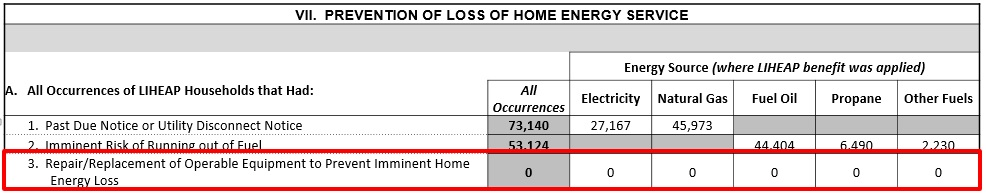 VII. PREVENTION OF LOSS OF HOME ENERGY SERVICE
Energy Source (where LIHEAP benefit was applied)
A. All Occurrences of LIHEAP Households that Had: All Occurrences Electricity Natural Gas Fuel Oil Propane Other Fuels
1. Past Due Notice or Utility Disconnect Notice 73,140 27,167 45,973
2. Imminent Risk of Running out of Fuel 53,124 44,404 6,490 2,230
3. Repair/Replacement of Operable Equipment to Prevent Imminent Home
Energy Loss 0 0 0 0 0 0